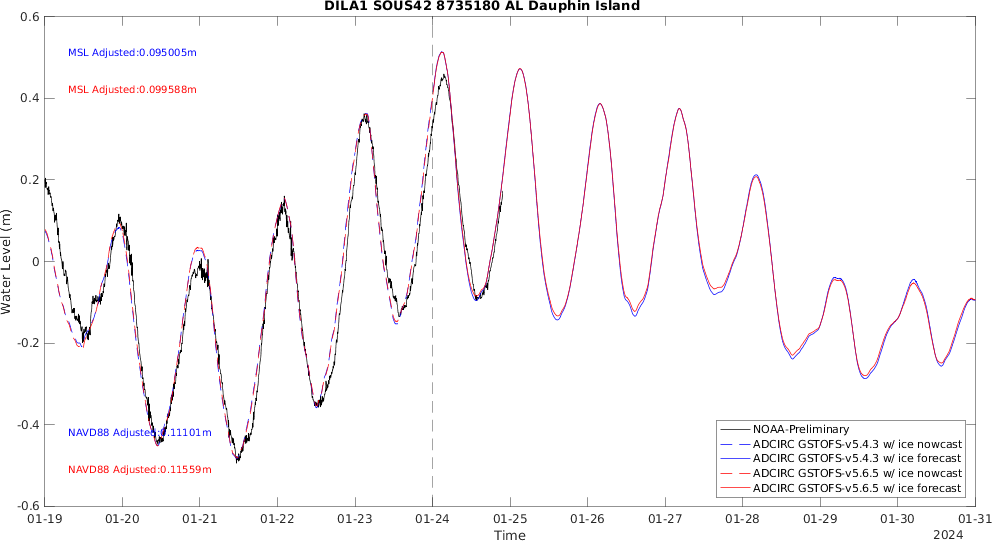 DILA1 SOUS42 8735180 AL Dauphin Island
0.6
0.4
0.2
0
-0.2
-0.4
-0.6
Water Level (m)
MSL Adjusted:0.095005m
MSL Adjusted:0.099588m
NAVD88 Adjusted:0.11101m
NAVD88 Adjusted:0.11559m
NOAA-Preliminary
ADCIRC GSTOFS-v5.4.3 w/ ice nowcast
ADCIRC GSTOFS-v5.4.3 w/ ice forecast
ADCIRC GSTOFS-v5.6.5 w/ ice nowcast
ADCIRC GSTOFS-v5.6.5 w/ ice forecast
01-19 01-20 01-21 01-22 01-23 01-24 01-25 01-26 01-27 01-28 01-29 01-30 01-31
Time
2024